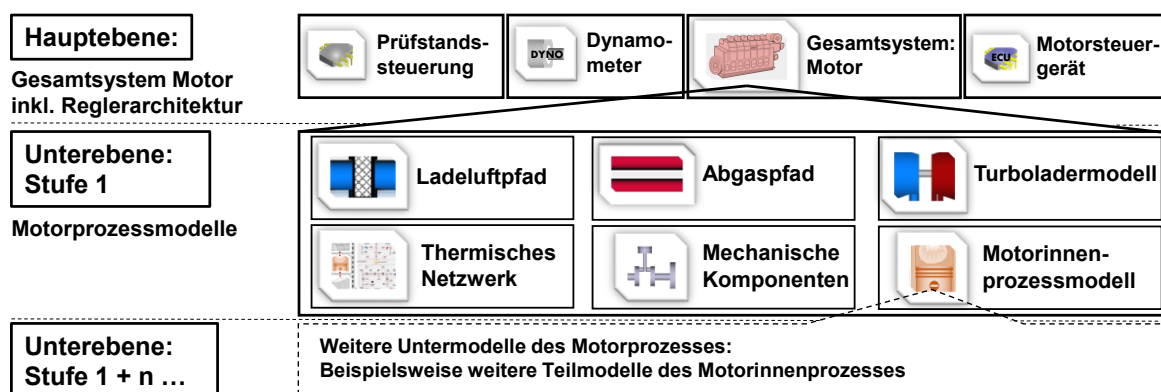 Hauptebene:
Gesamtsystem Motor
inkl. Reglerarchitektur
Prüfstands-
steuerung
DYNO
Dynamo-
meter
Gesamtsystem:
Motor
ECU
Motorsteuer-
gerät
Unterebene:
Stufe 1
Motorprozessmodelle
Ladeluftpfad
Abgaspfad
Turboladermodell
Thermisches
Netzwerk
Mechanische
Komponenten
Motorinnen-
prozessmodell
Unterebene:
Stufe 1 + n ...
Weitere Untermodelle des Motorprozesses:
Beispielsweise weitere Teilmodelle des Motorinnenprozesses